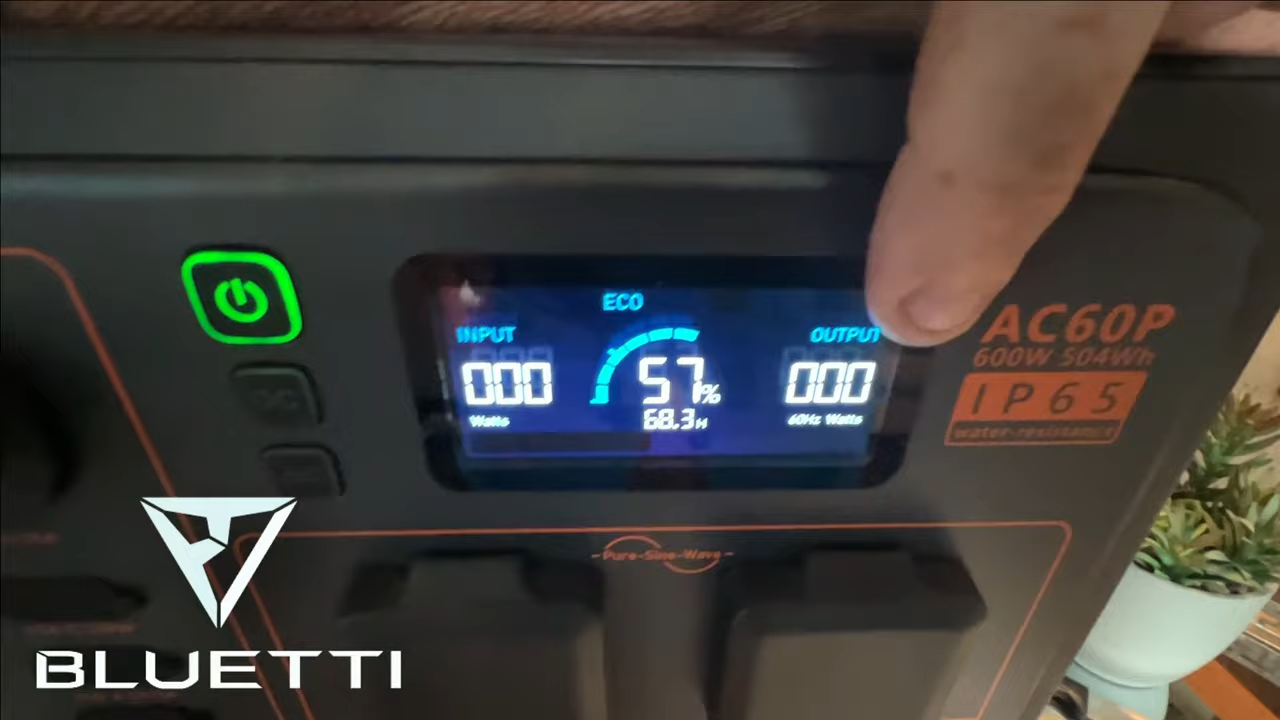 ECO
INPUT
OUTPUT
000
57%
000
Watts
68.3H
60Hz Watts
AC60P
600W 504Wh
IP65
water-resistance
Pure-Sine-Wave
BLUETTI